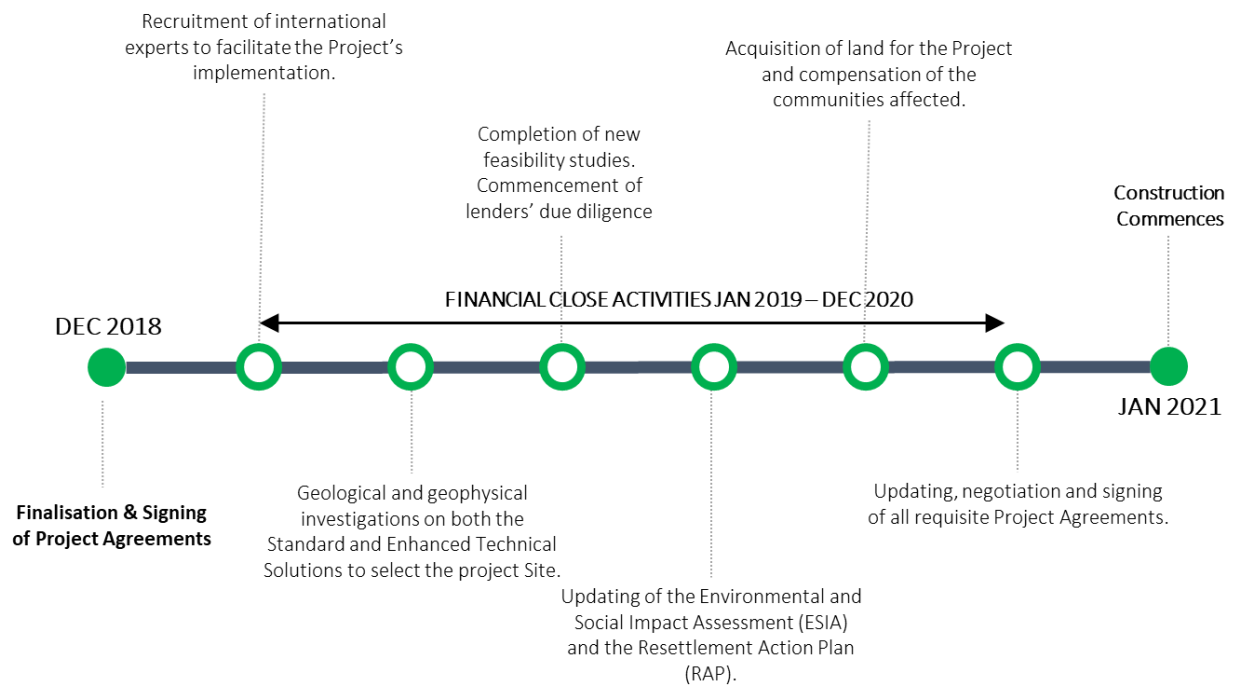 Recruitment of international
experts to facilitate the Project's
implementation.
Acquisition of land for the Project
and compensation of the
communities affected.
Completion of new
feasibility studies.
Commencement of
lenders' due diligence
Construction
Commences
FINANCIAL CLOSE ACTIVITIES JAN 2019 – DEC 2020
DEC 2018
JAN 2021
Finalisation & Signing
of Project Agreements
Geological and geophysical
investigations on both the
Standard and Enhanced Technical
Solutions to select the project Site.
Updating of the Environmental and
Social Impact Assessment (ESIA)
and the Resettlement Action Plan
(RAP).
Updating, negotiation and signing
of all requisite Project Agreements.